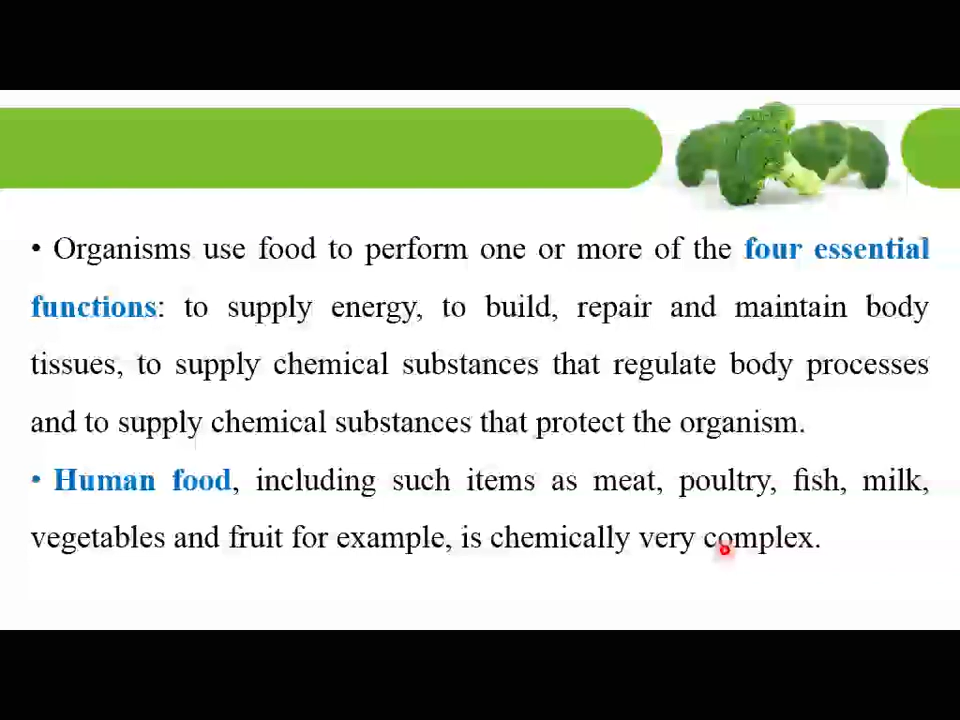 • Organisms use food to perform one or more of the four essential
functions: to supply energy, to build, repair and maintain body
tissues, to supply chemical substances that regulate body processes
and to supply chemical substances that protect the organism.
• Human food, including such items as meat, poultry, fish, milk,
vegetables and fruit for example, is chemically very complex.